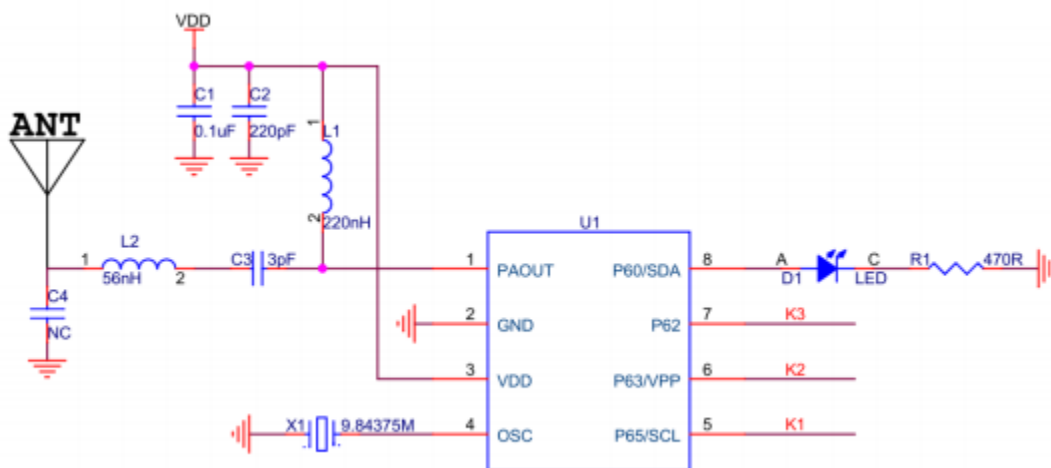 VDD
C1
C2
0.1uF
220pF
1
L1
2
220nH
ANT
L2
1
56nH
2
C3
3pF
C4
NC
U1
1
PAOUT
P60/SDA
8
A
D1
C
LED
R1
470R
2
GND
P62
7
K3
3
VDD
P63/VPP
6
K2
X1
9.84375M
4
OSC
P65/SCL
5
K1